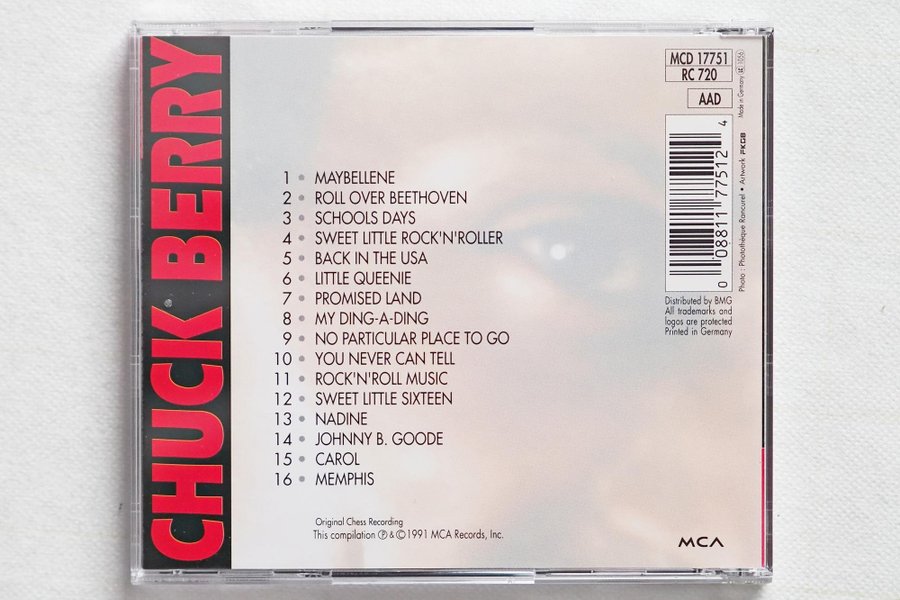 CHUCK BERRY
1 • MAYBELLENE
2 • ROLL OVER BEETHOVEN
3 • SCHOOLS DAYS
4 • SWEET LITTLE ROCK'N'ROLLER
5 • BACK IN THE USA
6 • LITTLE QUEENIE
7 • PROMISED LAND
8 • MY DING-A-DING
9 • NO PARTICULAR PLACE TO GO
10 • YOU NEVER CAN TELL
11 • ROCK'N'ROLL MUSIC
12 • SWEET LITTLE SIXTEEN
13 • NADINE
14 • JOHNNY B. GOODE
15 • CAROL
16 • MEMPHIS
Original Chess Recording
This compilation ℗ & © 1991 MCA Records, Inc.
MCD 17751
RC 720
AAD
0 08811 77512 4
Made in Germany
Photo : Photothèque Rancurel • Artwork FKGB
Distributed by BMG
All trademarks and
logos are protected
Printed in Germany
MCA